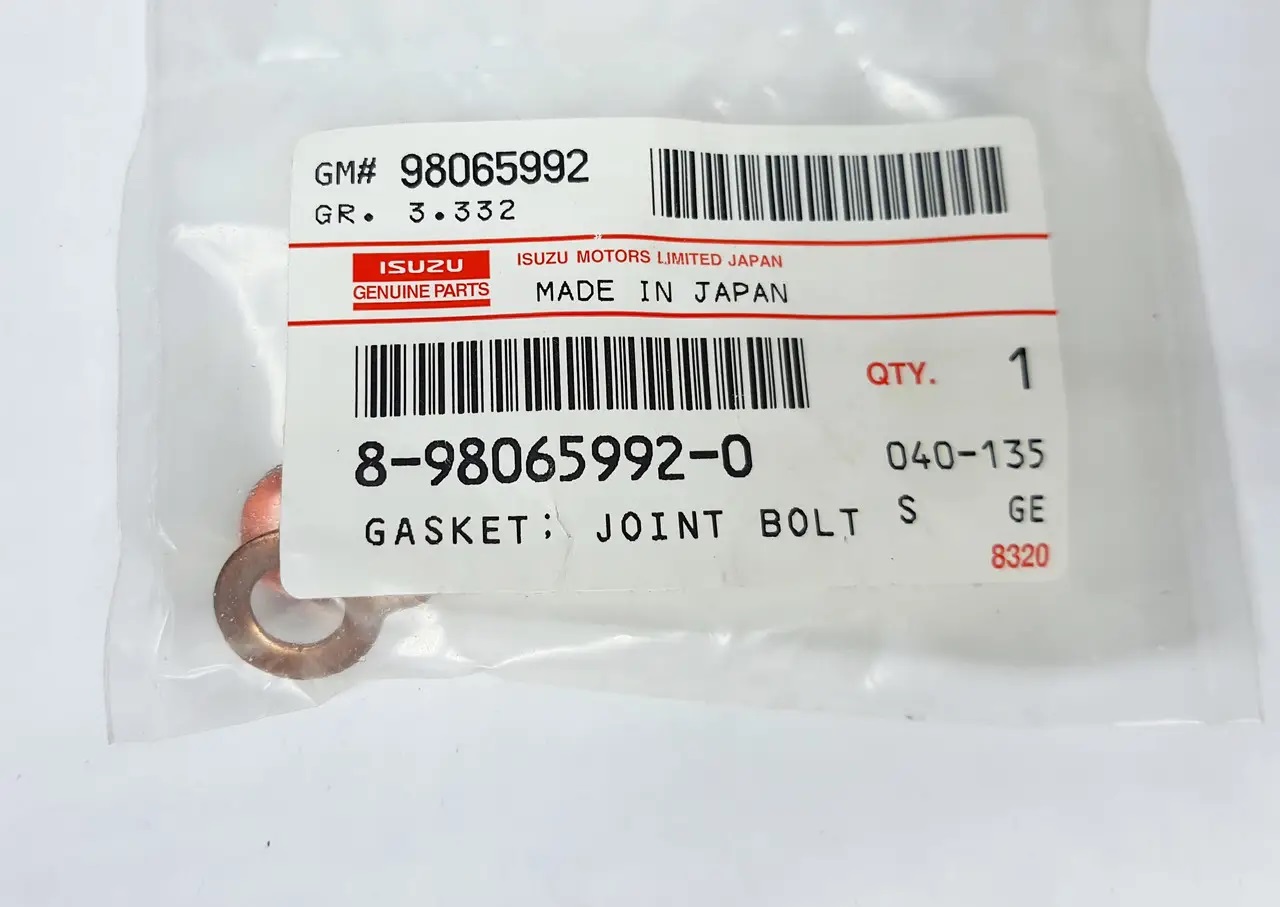 GM# 98065992
GR. 3.332
ISUZU
GENUINE PARTS
ISUZU MOTORS LIMITED JAPAN
MADE IN JAPAN
QTY. 1
8-98065992-0 040-135
GASKET; JOINT BOLT S GE
8320